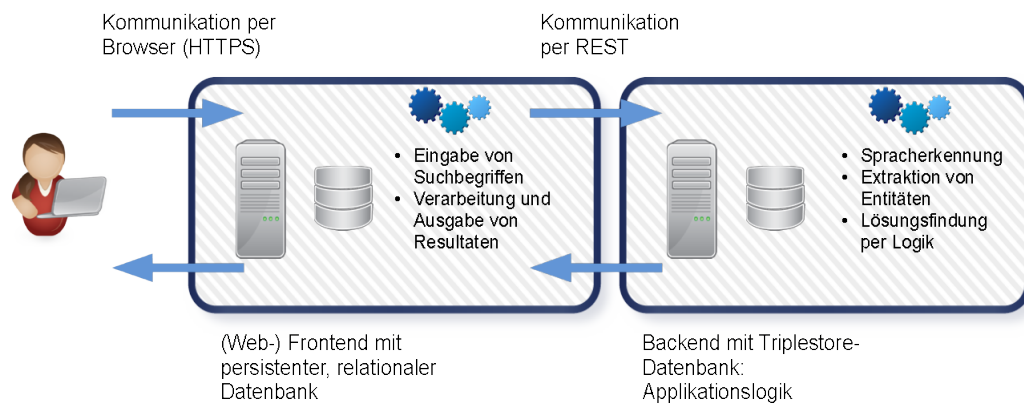 Kommunikation per
Browser (HTTPS)
Kommunikation
per REST
• Eingabe von
Suchbegriffen
• Verarbeitung und
Ausgabe von
Resultaten
• Spracherkennung
• Extraktion von
Entitäten
• Lösungsfindung
per Logik
(Web-) Frontend mit
persistenter, relationaler
Datenbank
Backend mit Triplestore-
Datenbank:
Applikationslogik